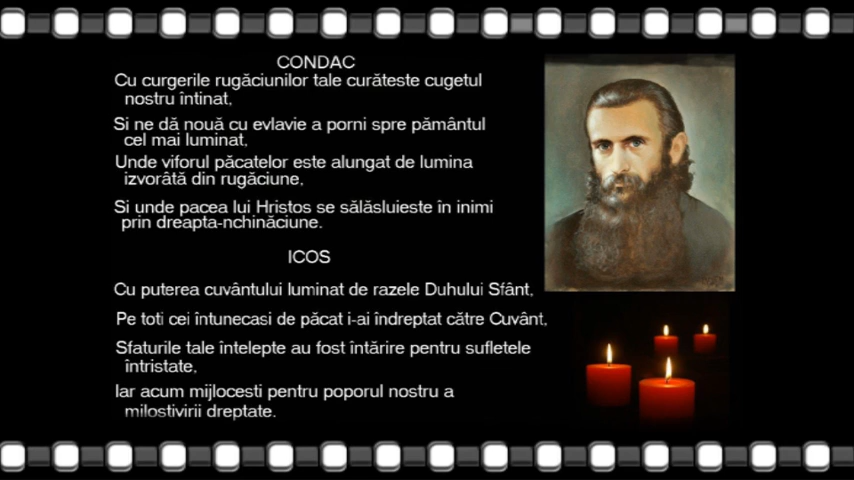 CONDAC
Cu curgerile rugăciunilor tale curăteste cugetul
nostru întinat,
Si ne dă nouă cu evlavie a porni spre pământul
cel mai luminat,
Unde viforul păcatelor este alungat de lumina
izvorâtă din rugăciune,
Si unde pacea lui Hristos se sălăsluieste în inimi
prin dreapta-nchinăciune.
ICOS
Cu puterea cuvântului luminat de razele Duhului Sfânt,
Pe toti cei întunecasi de păcat i-ai îndreptat către Cuvânt,
Sfaturile tale întelepte au fost întărire pentru sufletele
întristate,
Iar acum mijlocesti pentru poporul nostru a
milostivirii dreptate.